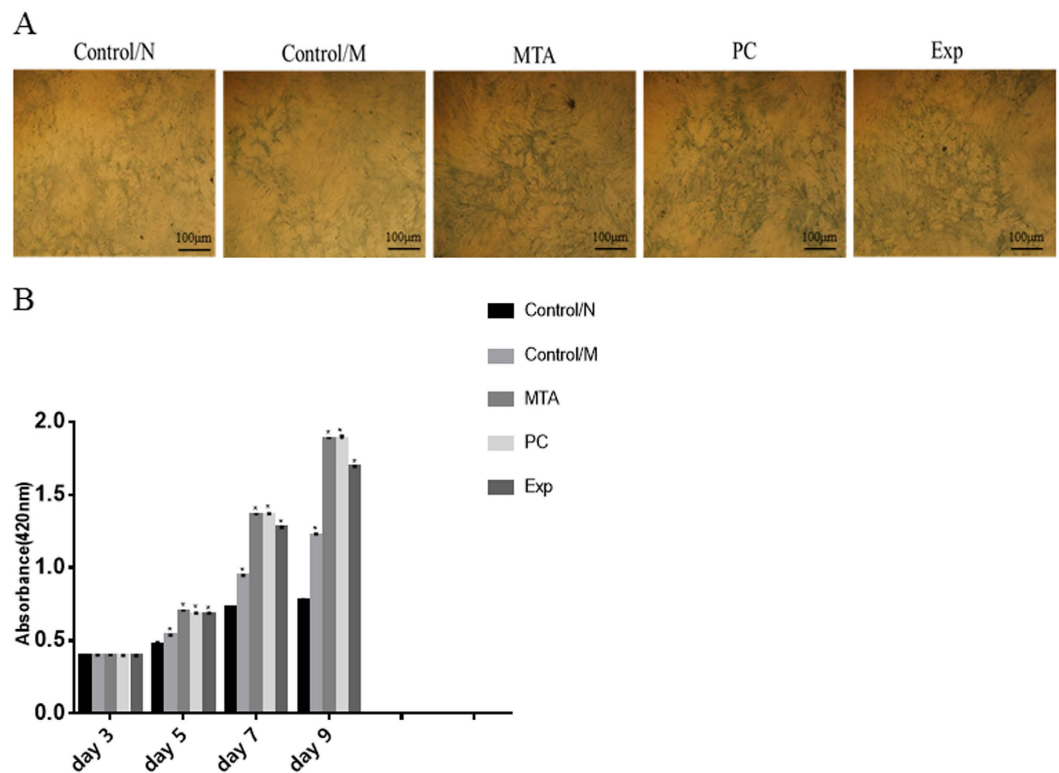 A
Control/N Control/M MTA PC Exp
100μm 100μm 100μm 100μm 100μm
B
Control/N
Control/M
MTA
PC
Exp
Absorbance(420nm)
2.0
1.5
1.0
0.5
0.0
* * * *
* * * *
* * * *
day 3 day 5 day 7 day 9